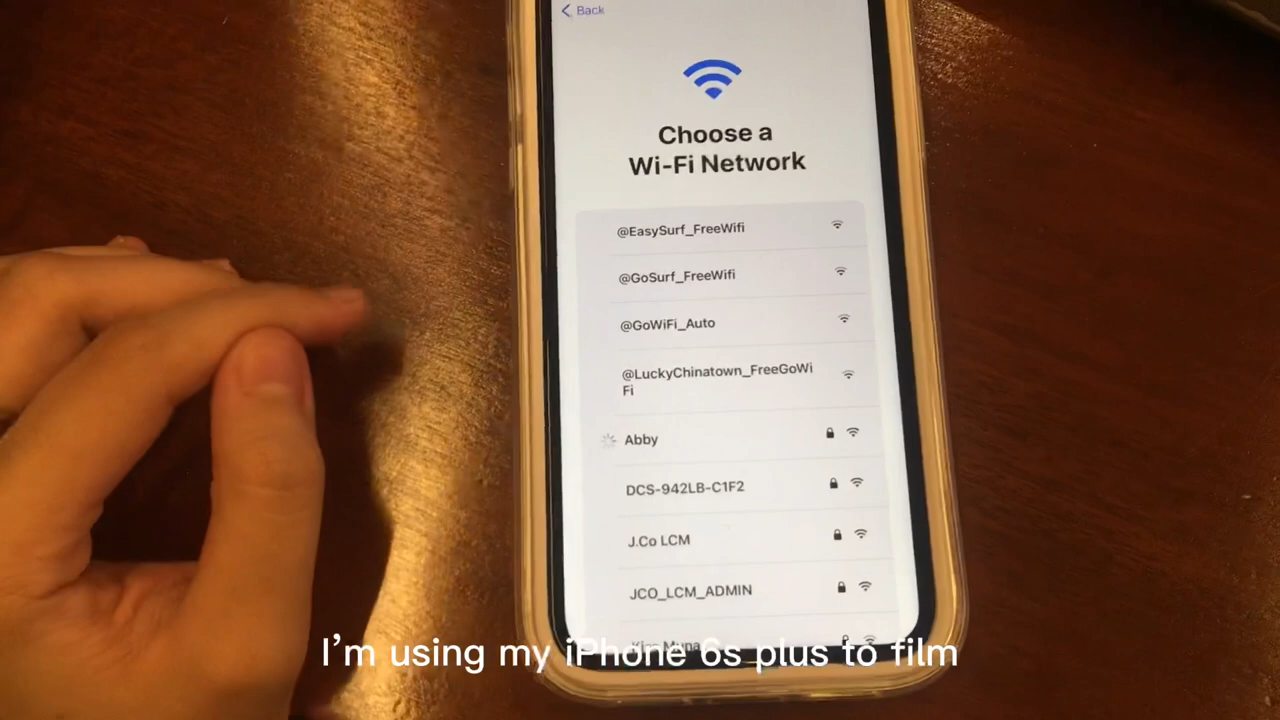 Back
Choose a
Wi-Fi Network
@EasySurf_FreeWifi
@GoSurf_FreeWifi
@GoWiFi_Auto
@LuckyChinatown_FreeGoWi
Fi
Abby
DCS-942LB-C1F2
J.Co LCM
JCO_LCM_ADMIN
I'm using my iPhone 6s plus to film